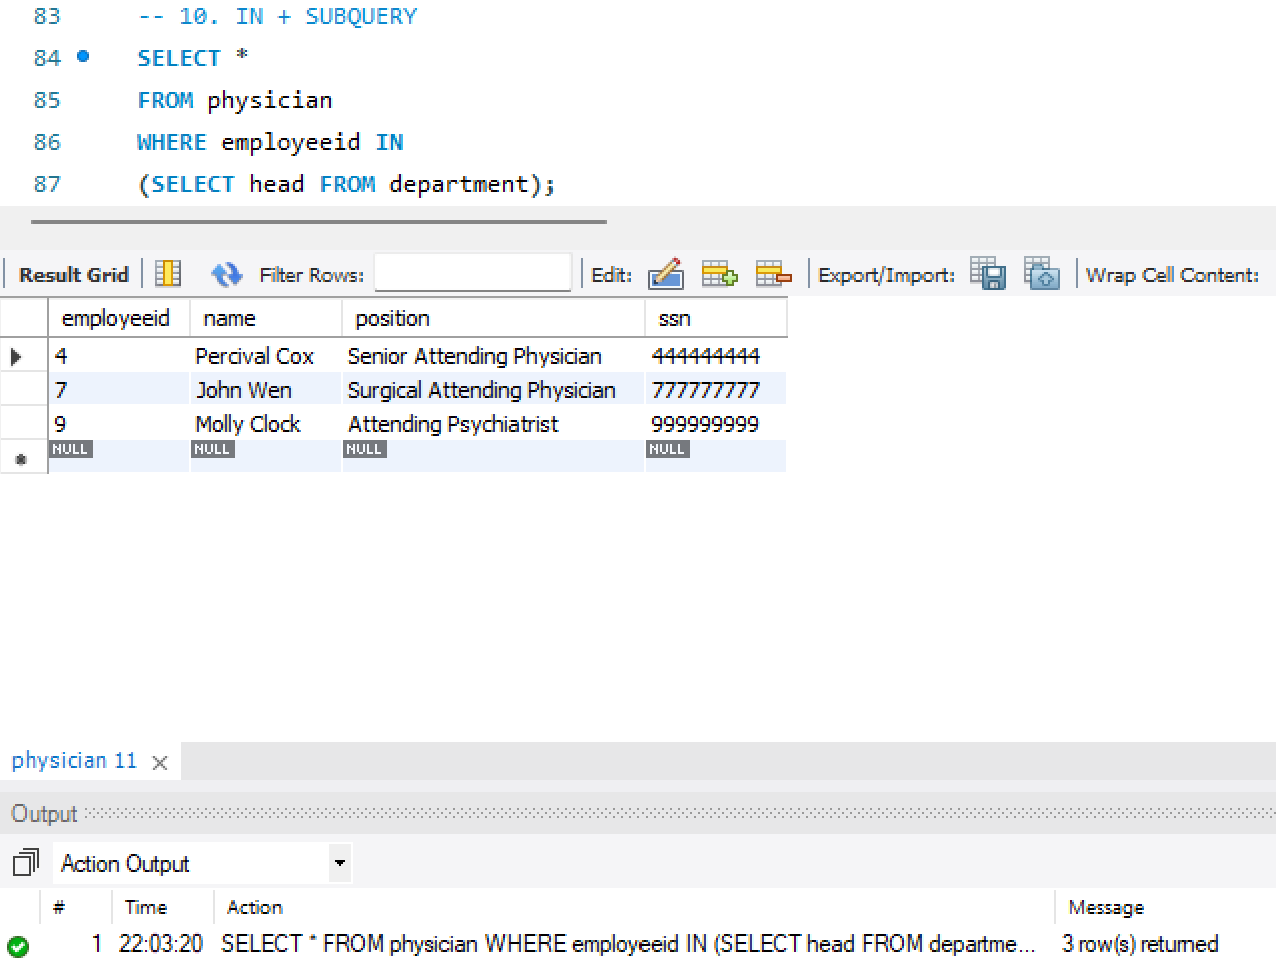 83 -- 10. IN + SUBQUERY
84 SELECT *
85 FROM physician
86 WHERE employeeid IN
87 (SELECT head FROM department);
Result Grid Filter Rows: Edit: Export/Import: Wrap Cell Content:
employeeid name position ssn
4 Percival Cox Senior Attending Physician 444444444
7 John Wen Surgical Attending Physician 777777777
9 Molly Clock Attending Psychiatrist 999999999
NULL NULL NULL NULL
physician 11
Output
Action Output
# Time Action Message
1 22:03:20 SELECT * FROM physician WHERE employeeid IN (SELECT head FROM departme... 3 row(s) returned